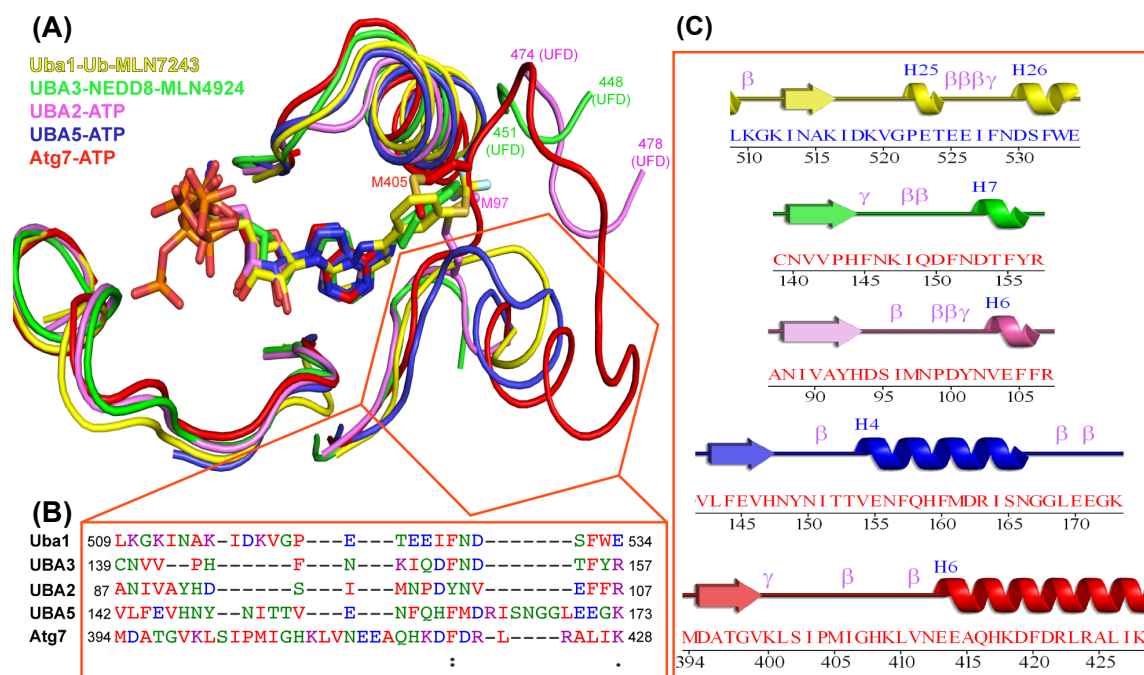 (A)
Uba1-Ub-MLN7243
UBA3-NEDD8-MLN4924
UBA2-ATP
UBA5-ATP
Atg7-ATP
474 (UFD)
448
(UFD)
451
(UFD)
478
(UFD)
M405
M97
(B)
Uba1 509 LKGKINAK-IDKVGP---E---TEEIFND-------SFWE 534
UBA3 139 CNVV--PH------F---N---KIQDFND-------TFYR 157
UBA2 87 ANIVAYHD------S---I---MNPDYNV-------EFFR 107
UBA5 142 VLFEVHNY--NITTV---E---NFQHFMDRISNGGLEEGK 173
Atg7 394 MDATGVKLSIPMIGHKLVNEEAQHKDFDR-L----RALIK 428
: .
(C)
β H25 βββγ H26
LKGKINAKIDKVGPETEEIFNDSFWE
510 515 520 525 530
γ ββ H7
CNVVPHFNKIQDFNDTFYR
140 145 150 155
β ββγ H6
ANIVAYHDSIMNPDYNVEFFR
90 95 100 105
β H4 β β
VLFEVHNYNITTVENFQHFMDRISNGGLEEGK
145 150 155 160 165 170
γ β β H6
MDATGVKLSIPMIGHKLVNEEAQHKDFDRLRALIK
394 400 405 410 415 420 425